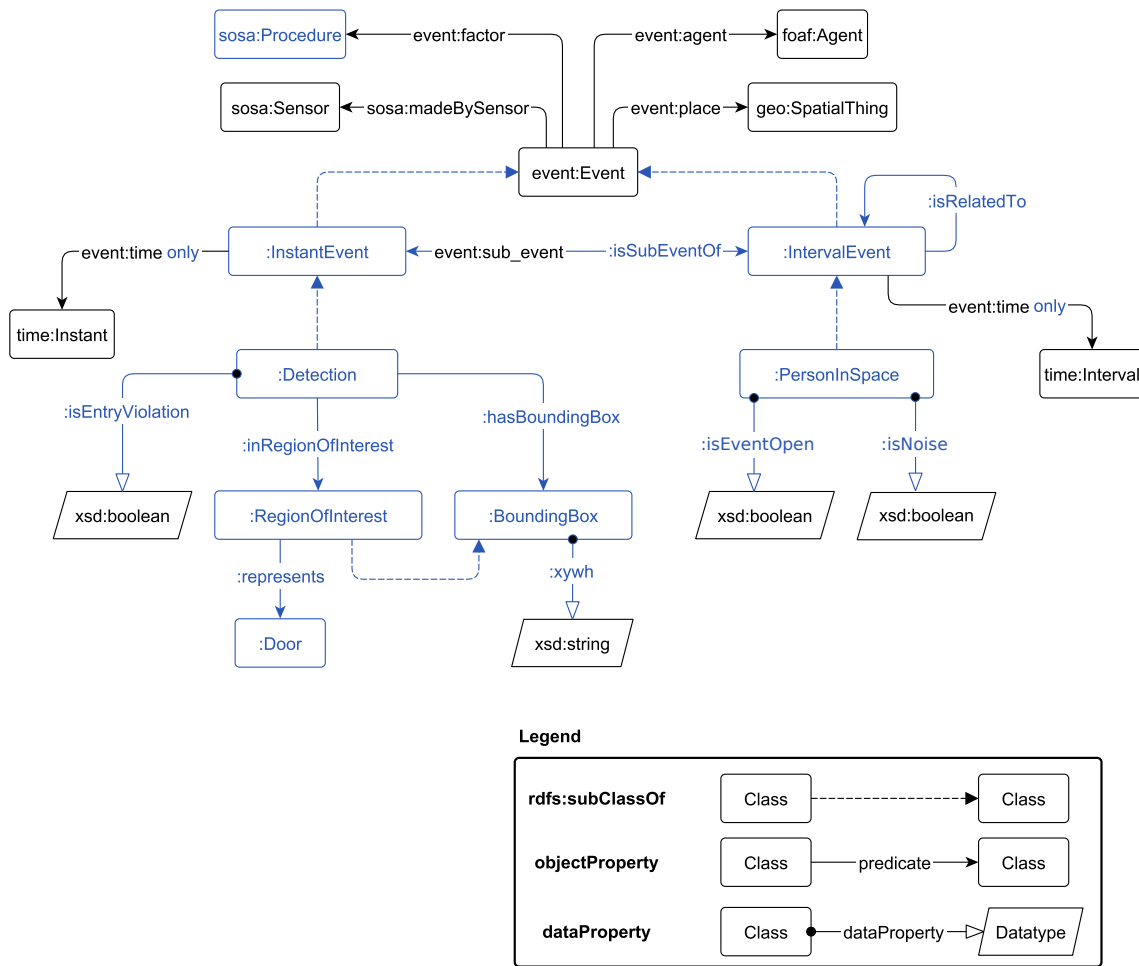 sosa:Procedure
event:factor
event:agent
foaf:Agent
sosa:Sensor
sosa:madeBySensor
event:place
geo:SpatialThing
event:Event
:isRelatedTo
event:time only
:InstantEvent
event:sub_event
:isSubEventOf
:IntervalEvent
event:time only
time:Instant
:Detection
:PersonInSpace
time:Interval
:isEntryViolation
:hasBoundingBox
:inRegionOfInterest
:isEventOpen
:isNoise
xsd:boolean
:RegionOfInterest
:BoundingBox
xsd:boolean
xsd:boolean
:represents
:xywh
:Door
xsd:string
Legend
rdfs:subClassOf
Class
Class
objectProperty
Class
predicate
Class
dataProperty
Class
dataProperty
Datatype